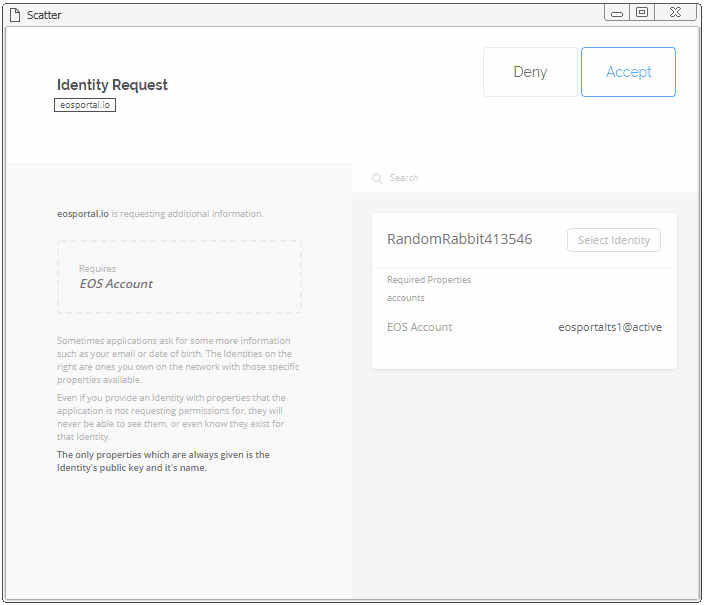 Scatter
Identity Request
eosportal.io
Deny
Accept
Search
eosportal.io is requesting additional information.
Requires
EOS Account
Sometimes applications ask for some more information
such as your email or date of birth. The Identities on the
right are ones you own on the network with those specific
properties available.
Even if you provide an Identity with properties that the
application is not requesting permissions for, they will
never be able to see them, or even know they exist for
that Identity.
The only properties which are always given is the
Identity's public key and it's name.
RandomRabbit413546
Select Identity
Required Properties
accounts
EOS Account
eosportalts1@active